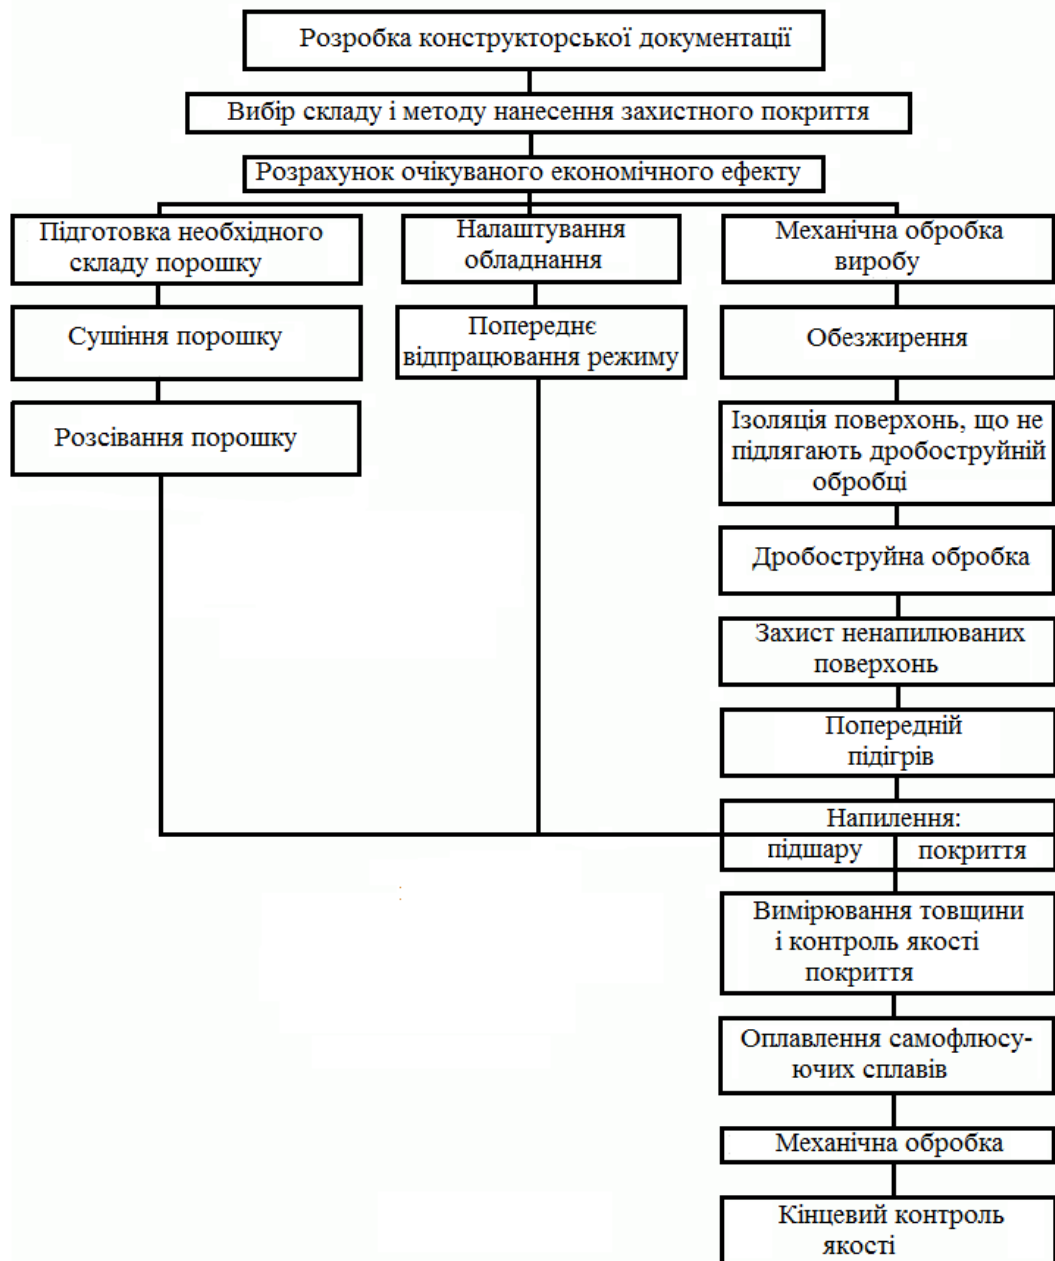 Розробка конструкторської документації
Вибір складу і методу нанесення захистного покриття
Розрахунок очікуваного економічного ефекту
Підготовка необхідного
складу порошку
Сушіння порошку
Розсівання порошку
Налаштування
обладнання
Попереднє
відпрацювання режиму
Механічна обробка
виробу
Обезжирення
Ізоляція поверхонь, що не
підлягають дробоструйній
обробці
Дробоструйна обробка
Захист ненапилюваних
поверхонь
Попередній
підігрів
Напилення:
підшару
покриття
Вимірювання товщини
і контроль якості
покриття
Оплавлення самофлюсу-
ючих сплавів
Механічна обробка
Кінцевий контроль
якості